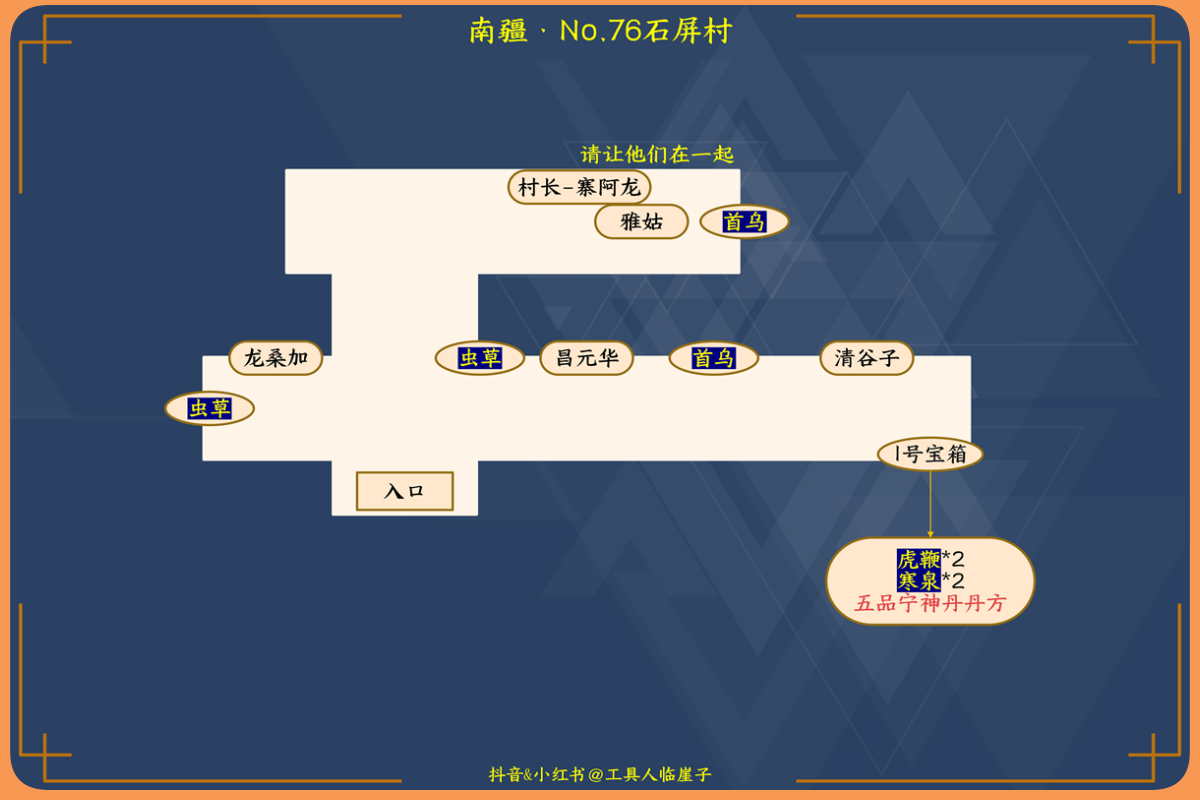 南疆·No.76石屏村
请让他们在一起
村长-寨阿龙
雅姑
首乌
龙桑加
虫草
昌元华
首乌
清谷子
虫草
1号宝箱
入口
虎鞭*2
寒泉*2
五品宁神丹丹方
抖音&小红书@工具人临崖子